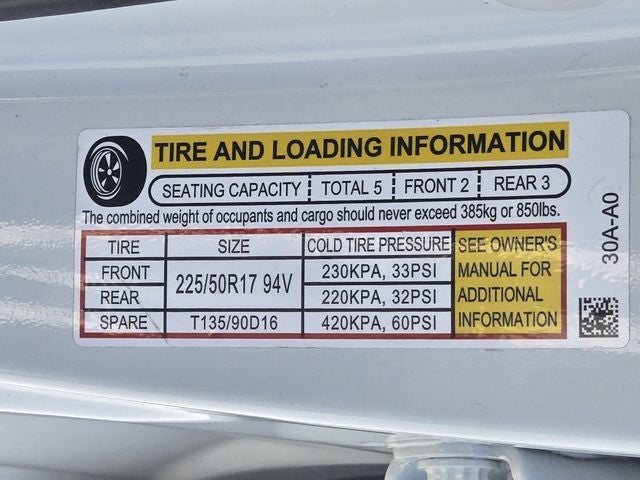 TIRE AND LOADING INFORMATION
SEATING CAPACITY TOTAL 5 FRONT 2 REAR 3
The combined weight of occupants and cargo should never exceed 385kg or 850lbs.
TIRE SIZE COLD TIRE PRESSURE SEE OWNER'S
FRONT 225/50R17 94V 230KPA, 33PSI MANUAL FOR
REAR 220KPA, 32PSI ADDITIONAL
SPARE T135/90D16 420KPA, 60PSI INFORMATION
30A-A0